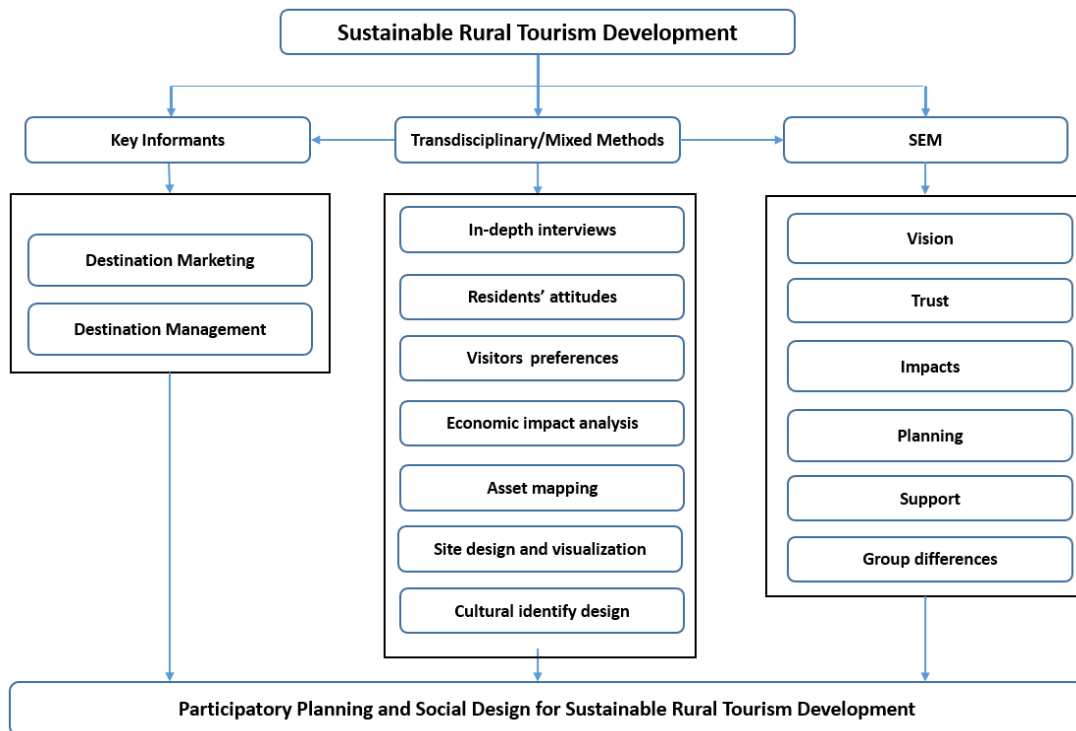 Sustainable Rural Tourism Development
Key Informants
Transdisciplinary/Mixed Methods
SEM
Destination Marketing
Destination Management
In-depth interviews
Residents’ attitudes
Visitors preferences
Economic impact analysis
Asset mapping
Site design and visualization
Cultural identify design
Vision
Trust
Impacts
Planning
Support
Group differences
Participatory Planning and Social Design for Sustainable Rural Tourism Development